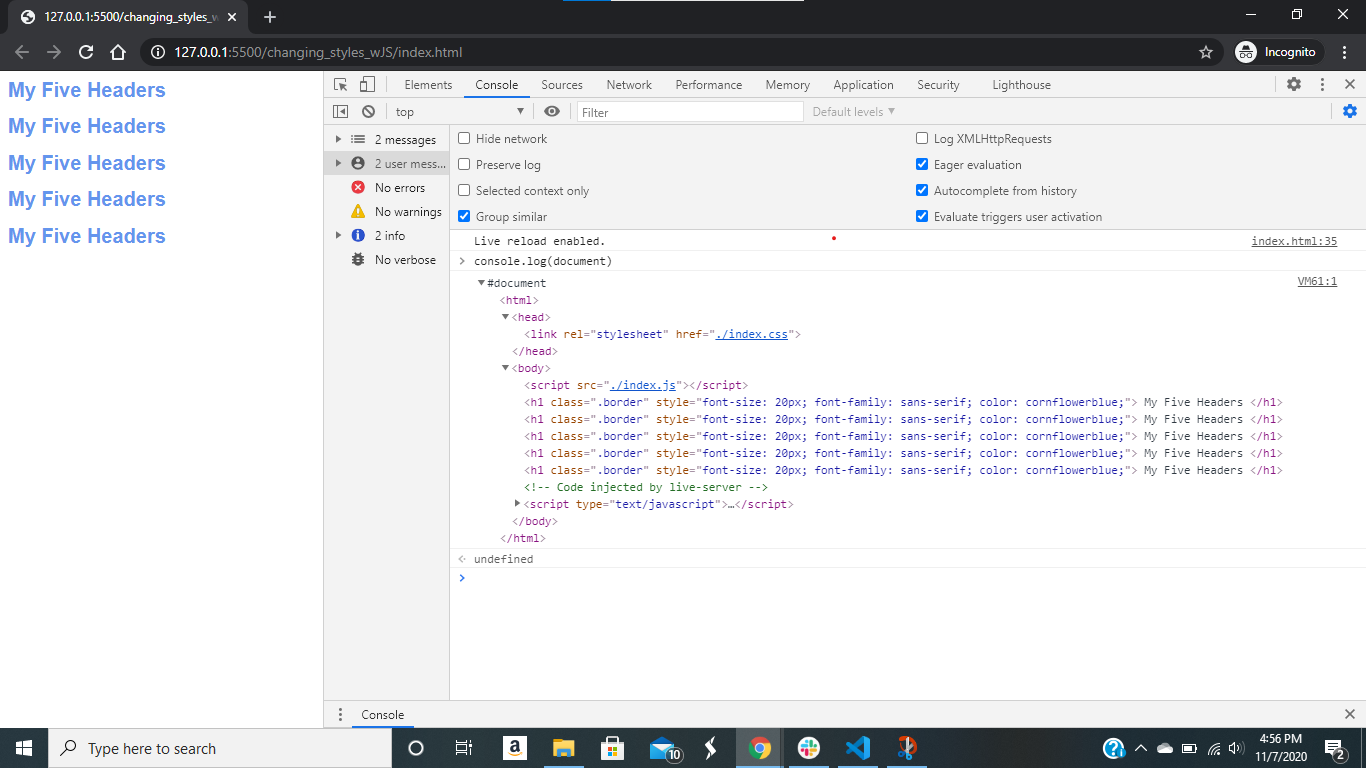 127.0.0.1:5500/changing_styles_w
127.0.0.1:5500/changing_styles_wJS/index.html
Incognito
My Five Headers
My Five Headers
My Five Headers
My Five Headers
My Five Headers
Elements Console Sources Network Performance Memory Application Security Lighthouse
top Filter Default levels
2 messages
2 user mess...
No errors
No warnings
2 info
No verbose
Hide network Log XMLHttpRequests
Preserve log Eager evaluation
Selected context only Autocomplete from history
Group similar Evaluate triggers user activation
Live reload enabled. index.html:35
console.log(document)
#document VM61:1
<html>
<head>
<link rel="stylesheet" href="./index.css">
</head>
<body>
<script src="./index.js"></script>
<h1 class=".border" style="font-size: 20px; font-family: sans-serif; color: cornflowerblue;"> My Five Headers </h1>
<h1 class=".border" style="font-size: 20px; font-family: sans-serif; color: cornflowerblue;"> My Five Headers </h1>
<h1 class=".border" style="font-size: 20px; font-family: sans-serif; color: cornflowerblue;"> My Five Headers </h1>
<h1 class=".border" style="font-size: 20px; font-family: sans-serif; color: cornflowerblue;"> My Five Headers </h1>
<h1 class=".border" style="font-size: 20px; font-family: sans-serif; color: cornflowerblue;"> My Five Headers </h1>
<!-- Code injected by live-server -->
<script type="text/javascript">…</script>
</body>
</html>
undefined
Console
Type here to search
10
4:56 PM
11/7/2020
2